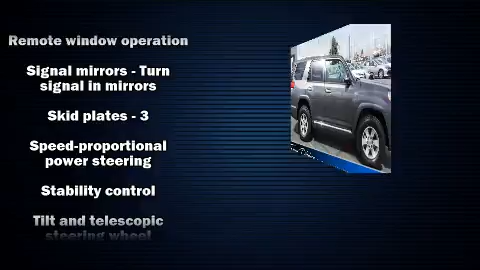 Remote window operation
Signal mirrors - Turn
signal in mirrors
Skid plates - 3
Speed-proportional
power steering
Stability control
Tilt and telescopic
steering wheel